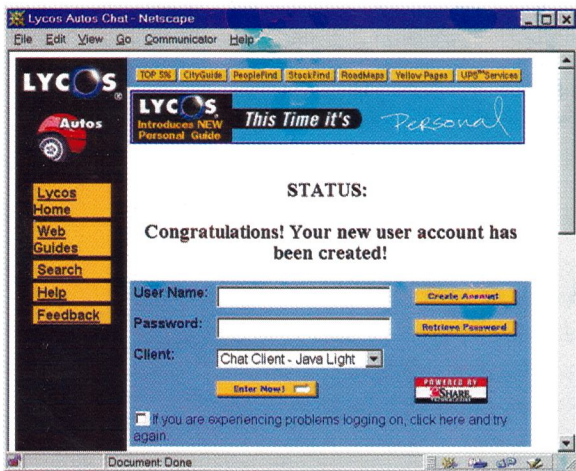 Lycos Autos Chat - Netscape
File Edit View Go Communicator Help
LYCOS
Autos
TOP 5% CityGuide PeopleFind StockFind RoadMaps Yellow Pages UPS℠Services
LYCOS
Introduces NEW
Personal Guide
This Time it's Personal
Lycos
Home
Web
Guides
Search
Help
Feedback
STATUS:
Congratulations! Your new user account has
been created!
User Name:
Create Account
Password:
Retrieve Password
Client:
Chat Client - Java Light
Enter Now!
POWERED BY
SHARE
If you are experiencing problems logging on, click here and try
again.
Document: Done